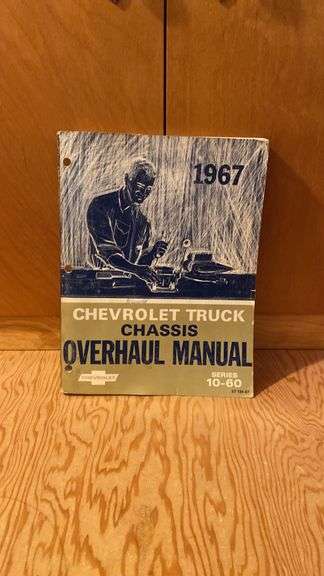 1967
CHEVROLET TRUCK
CHASSIS
OVERHAUL MANUAL
SERIES
10-60
CHEVROLET